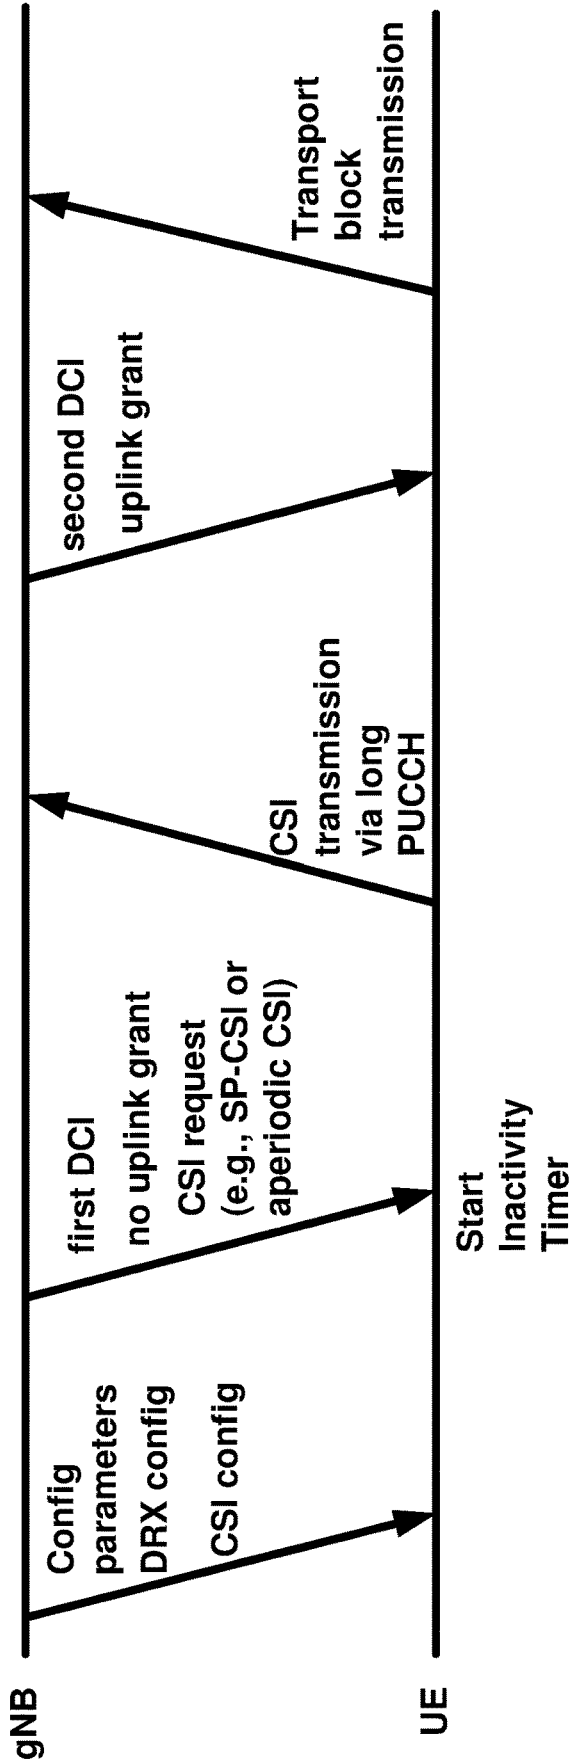 gNB
Config
parameters
DRX config
CSI config
first DCI
no uplink grant
CSI request
(e.g., SP-CSI or
aperiodic CSI)
Start
Inactivity
Timer
CSI
transmission
via long
PUCCH
second DCI
uplink grant
Transport
block
transmission
UE